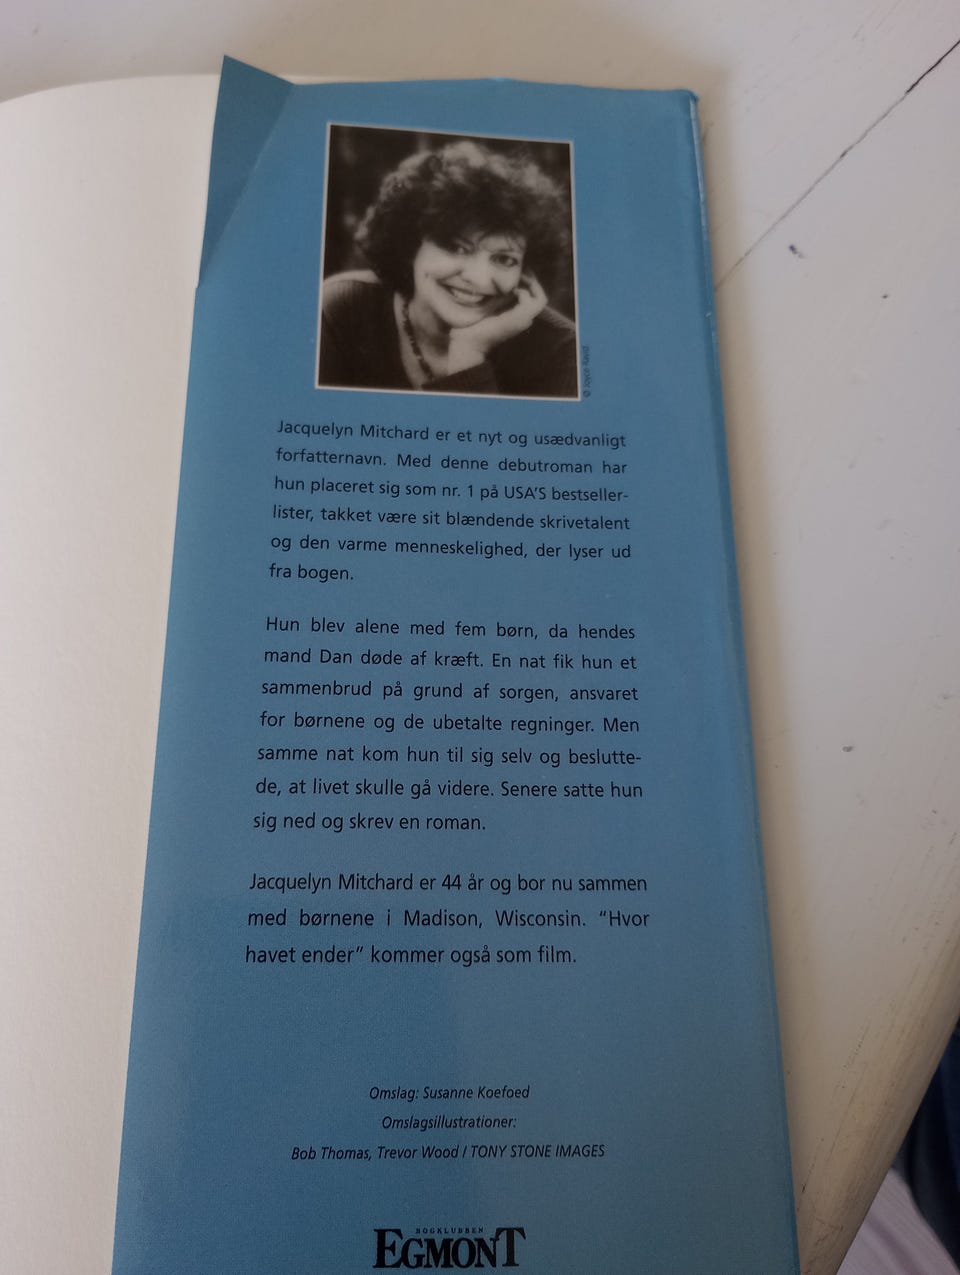 © Joyce
Jacquelyn Mitchard er et nyt og usædvanligt
forfatternavn. Med denne debutroman har
hun placeret sig som nr. 1 på USA'S bestseller-
lister, takket være sit blændende skrivetalent
og den varme menneskelighed, der lyser ud
fra bogen.
Hun blev alene med fem børn, da hendes
mand Dan døde af kræft. En nat fik hun et
sammenbrud på grund af sorgen, ansvaret
for børnene og de ubetalte regninger. Men
samme nat kom hun til sig selv og beslutte-
de, at livet skulle gå videre. Senere satte hun
sig ned og skrev en roman.
Jacquelyn Mitchard er 44 år og bor nu sammen
med børnene i Madison, Wisconsin. "Hvor
havet ender" kommer også som film.
Omslag: Susanne Koefoed
Omslagsillustrationer:
Bob Thomas, Trevor Wood / TONY STONE IMAGES
BOGKLUBBEN
EGMONT